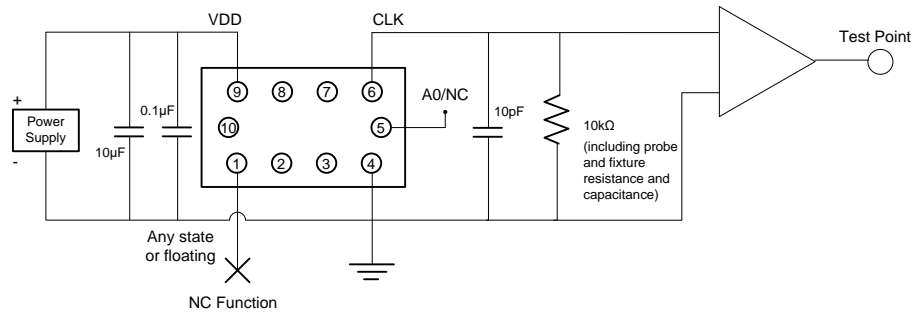 VDD
CLK
Test Point
+
Power
Supply
-
10µF
0.1µF
9
8
7
6
10
5
1
2
3
4
A0/NC
10pF
10kΩ
(including probe
and fixture
resistance and
capacitance)
Any state
or floating
NC Function